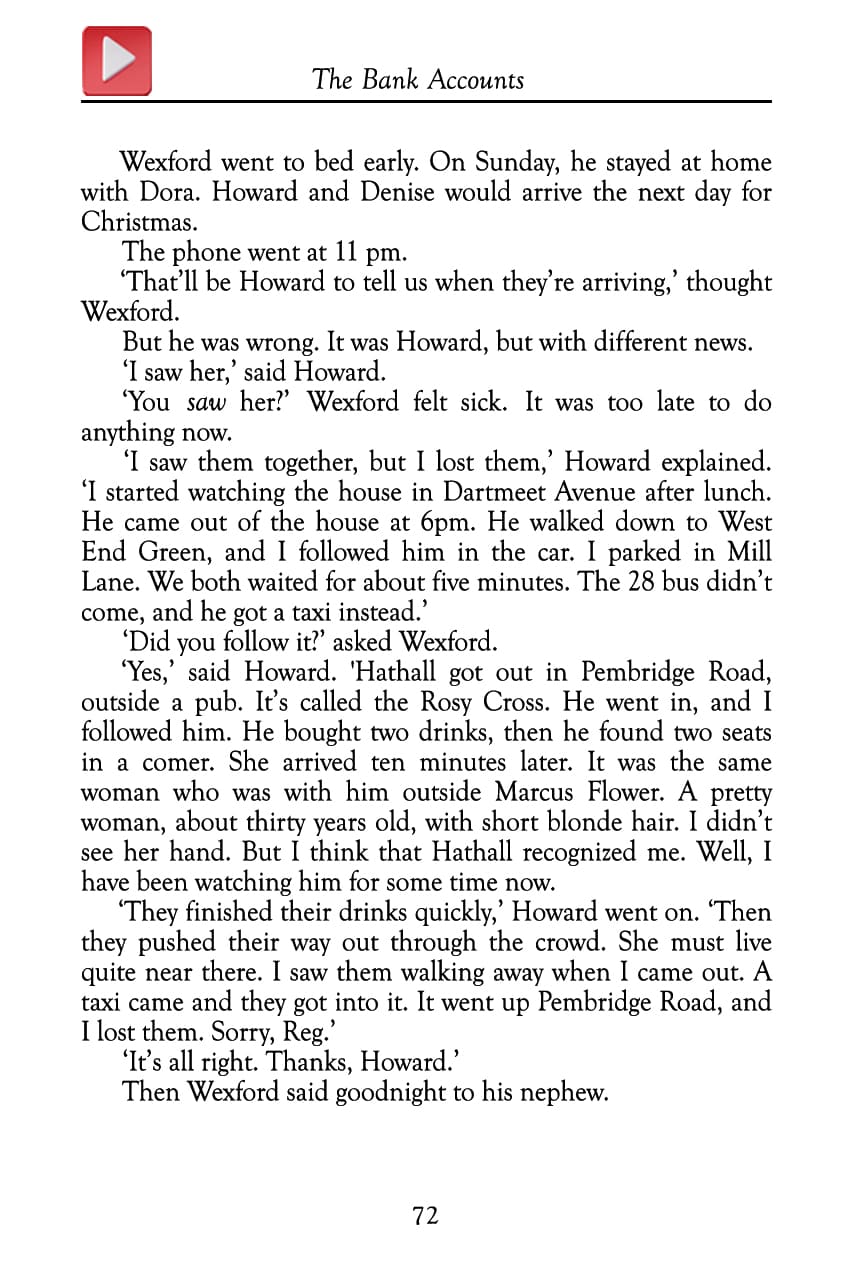 The Bank Accounts
Wexford went to bed early. On Sunday, he stayed at home
with Dora. Howard and Denise would arrive the next day for
Christmas.
The phone went at 11 pm.
‘That’ll be Howard to tell us when they’re arriving,’ thought
Wexford.
But he was wrong. It was Howard, but with different news.
‘I saw her,’ said Howard.
‘You saw her?’ Wexford felt sick. It was too late to do
anything now.
‘I saw them together, but I lost them,’ Howard explained.
‘I started watching the house in Dartmeet Avenue after lunch.
He came out of the house at 6pm. He walked down to West
End Green, and I followed him in the car. I parked in Mill
Lane. We both waited for about five minutes. The 28 bus didn’t
come, and he got a taxi instead.’
‘Did you follow it?’ asked Wexford.
‘Yes,’ said Howard. 'Hathall got out in Pembridge Road,
outside a pub. It’s called the Rosy Cross. He went in, and I
followed him. He bought two drinks, then he found two seats
in a comer. She arrived ten minutes later. It was the same
woman who was with him outside Marcus Flower. A pretty
woman, about thirty years old, with short blonde hair. I didn’t
see her hand. But I think that Hathall recognized me. Well, I
have been watching him for some time now.
‘They finished their drinks quickly,’ Howard went on. ‘Then
they pushed their way out through the crowd. She must live
quite near there. I saw them walking away when I came out. A
taxi came and they got into it. It went up Pembridge Road, and
I lost them. Sorry, Reg.’
‘It’s all right. Thanks, Howard.’
Then Wexford said goodnight to his nephew.
72